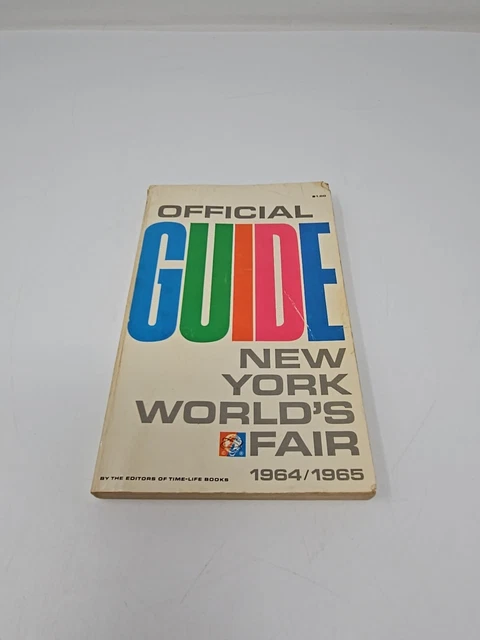 OFFICIAL
GUIDE
NEW
YORK
WORLD'S
FAIR
1964/1965
BY THE EDITORS OF TIME-LIFE BOOKS